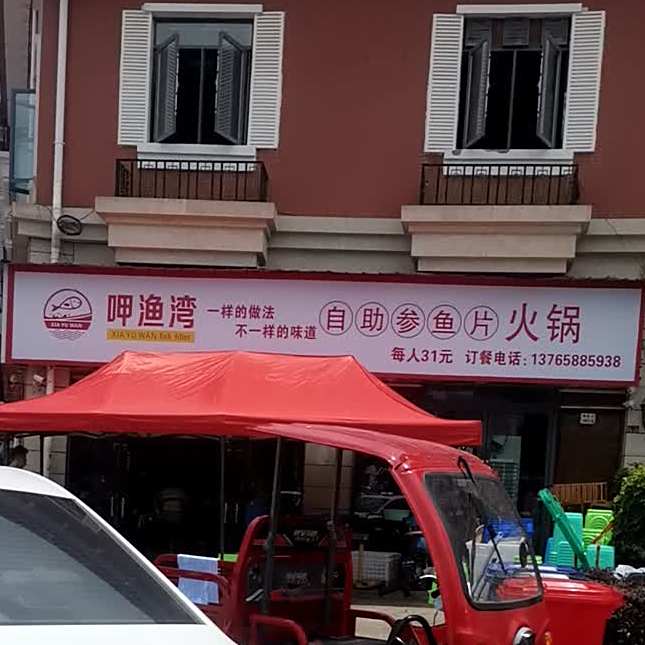 呷渔湾
XIA YU WAN fish fillet
XIA YU WAN
一样的做法
不一样的味道
自助参鱼片火锅
每人31元 订餐电话:13765885938